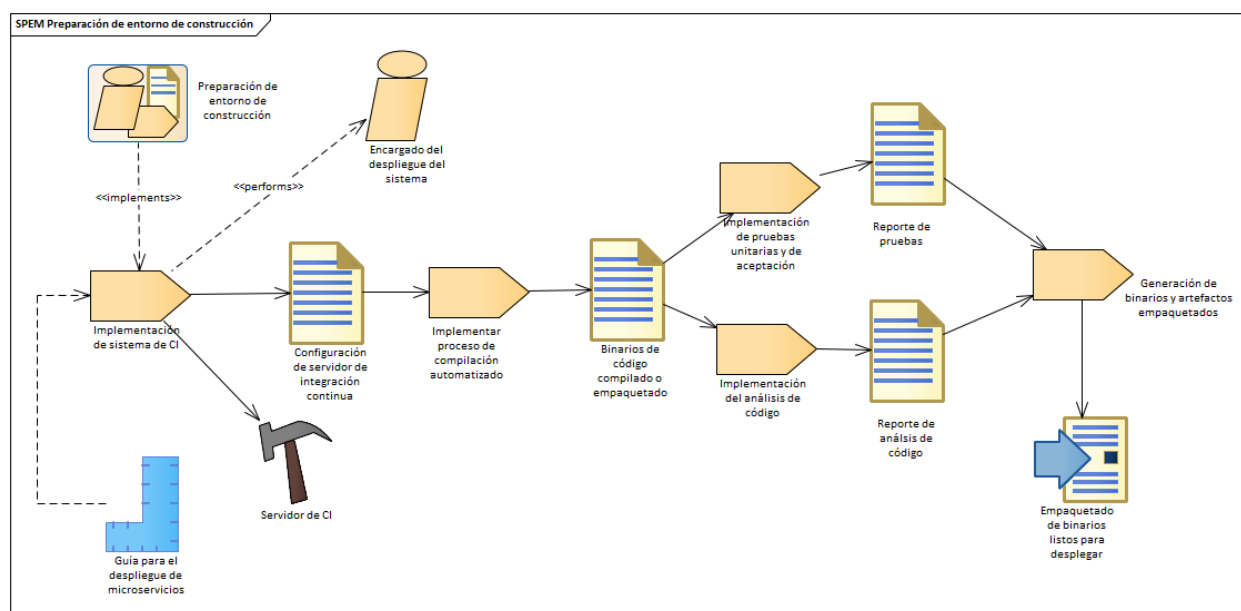 SPEM Preparación de entorno de construcción
Preparación de
entorno de
construcción
Encargado del
despliegue del
sistema
<<implements>>
<<performs>>
Implementación
de pruebas
unitarias y de
aceptación
Reporte de
pruebas
Generación de
binarios y artefactos
empaquetados
Implementación
de sistema de CI
Configuración
de servidor de
integración
continua
Implementar
proceso de
compilación
automatizado
Binarios de
código
compilado o
empaquetado
Implementación
del análisis de
código
Reporte de
análsis de
código
Servidor de CI
Empaquetado
de binarios
listos para
desplegar
Guía para el
despliegue de
microservicios